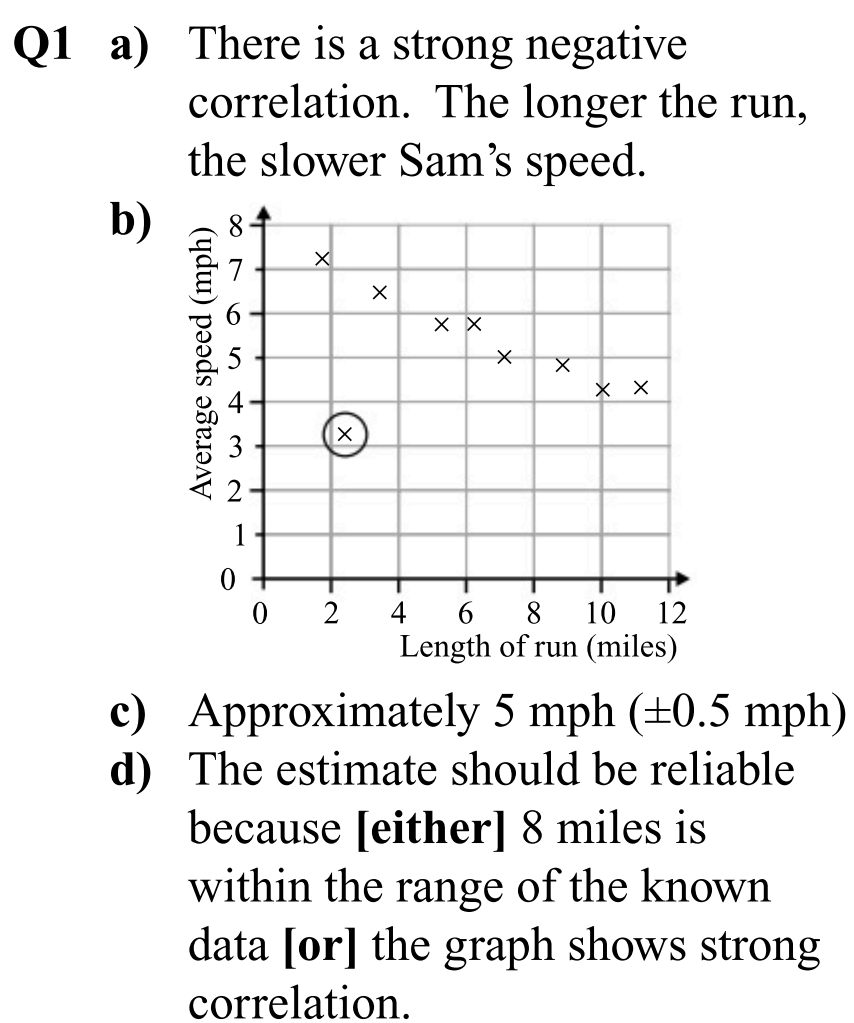 Q1 a) There is a strong negative
correlation. The longer the run,
the slower Sam’s speed.
b)
Average speed (mph)
8
7
6
5
4
3
2
1
0
0 2 4 6 8 10 12
Length of run (miles)
c) Approximately 5 mph (±0.5 mph)
d) The estimate should be reliable
because [either] 8 miles is
within the range of the known
data [or] the graph shows strong
correlation.